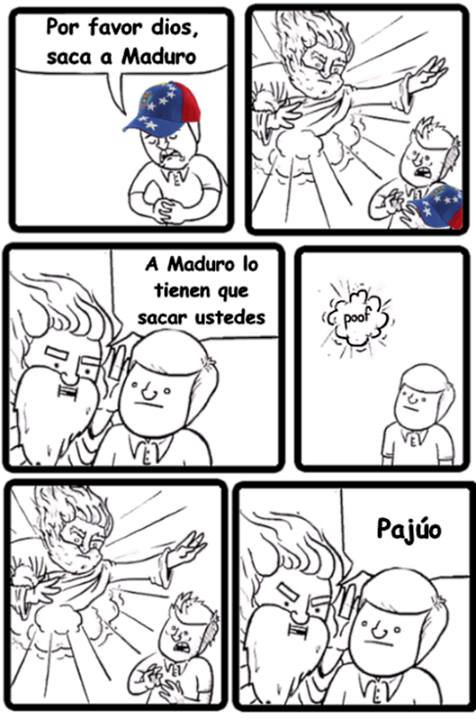 Por favor dios,
saca a Maduro
A Maduro lo
tienen que
sacar ustedes
poof
Pajúo